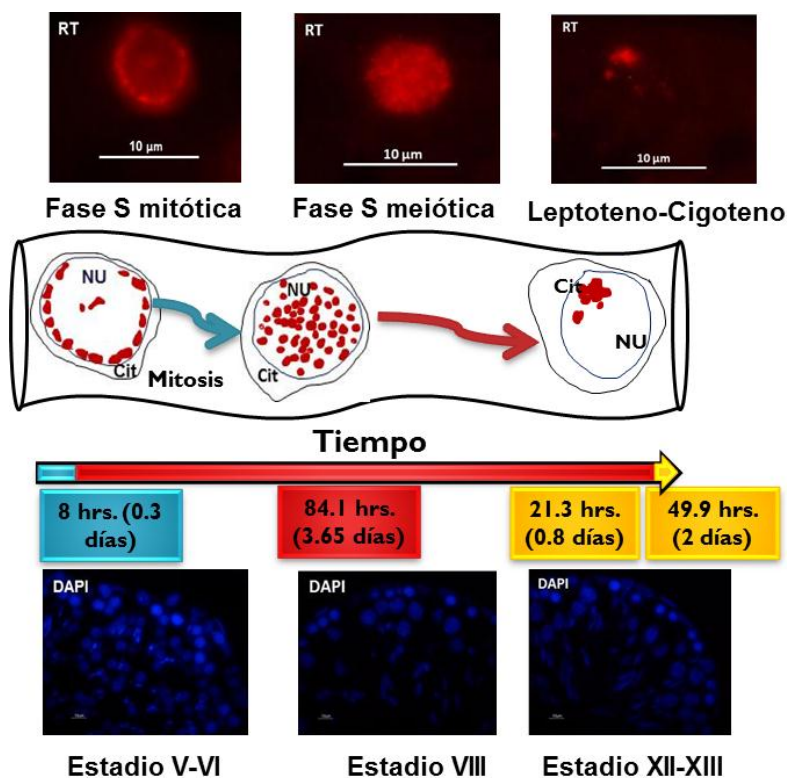 RT
10 µm
RT
10 µm
RT
10 µm
Fase S mitótica
Fase S meiótica
Leptoteno-Cigoteno
NU
Cit
Mitosis
NU
Cit
Cit
NU
Tiempo
8 hrs. (0.3
días)
84.1 hrs.
(3.65 días)
21.3 hrs.
(0.8 días)
49.9 hrs.
(2 días)
DAPI
DAPI
DAPI
Estadio V-VI
Estadio VIII
Estadio XII-XIII